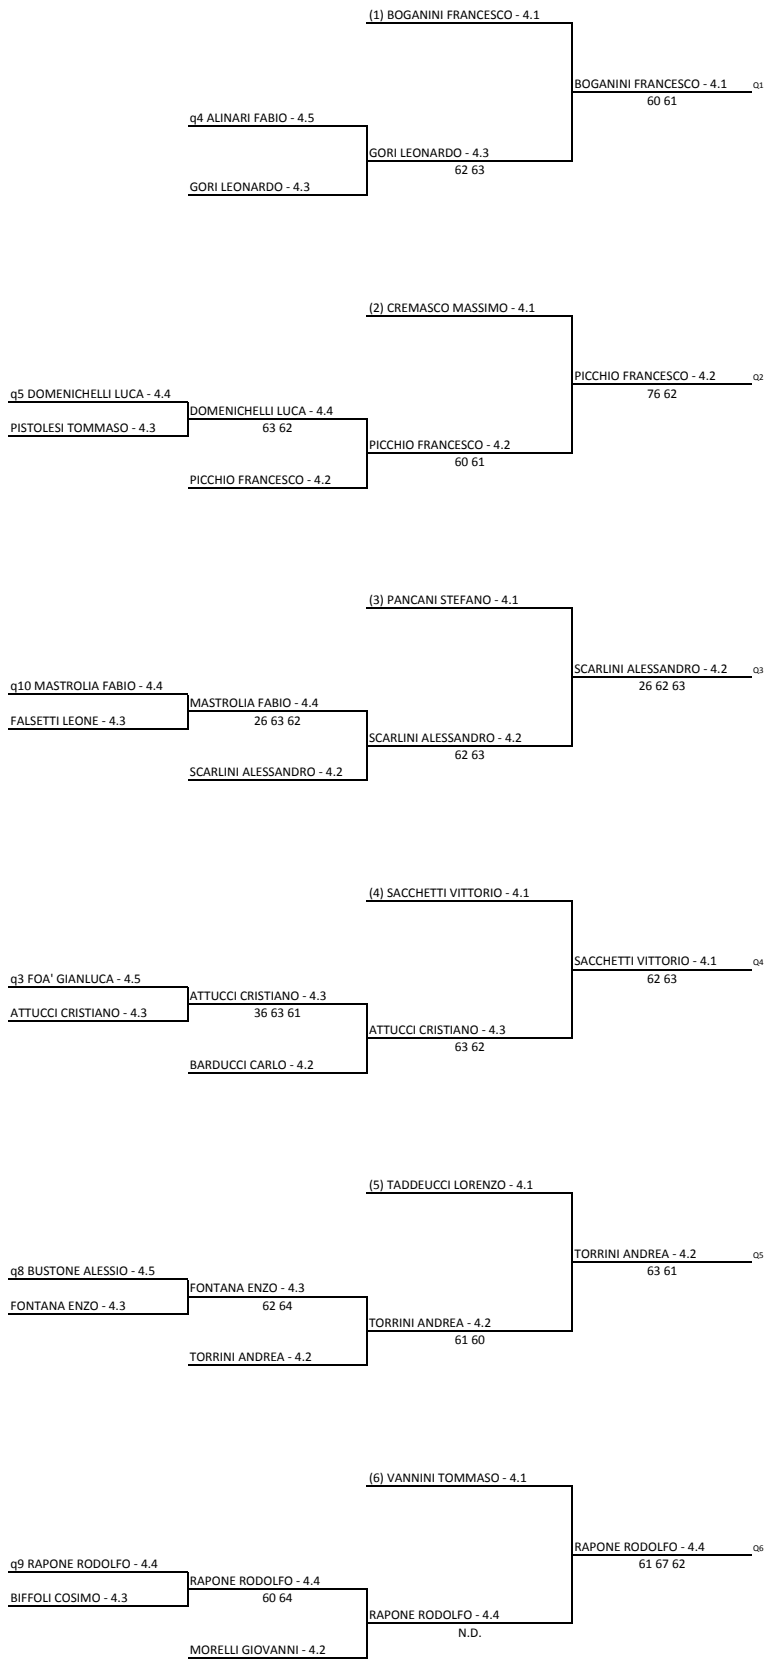 (1) BOGANINI FRANCESCO - 4.1
BOGANINI FRANCESCO - 4.1 Q1
60 61
q4 ALINARI FABIO - 4.5
GORI LEONARDO - 4.3
62 63
GORI LEONARDO - 4.3
(2) CREMASCO MASSIMO - 4.1
PICCHIO FRANCESCO - 4.2 Q2
76 62
q5 DOMENICHELLI LUCA - 4.4
DOMENICHELLI LUCA - 4.4
PISTOLESI TOMMASO - 4.3
63 62
PICCHIO FRANCESCO - 4.2
60 61
PICCHIO FRANCESCO - 4.2
(3) PANCANI STEFANO - 4.1
SCARLINI ALESSANDRO - 4.2 Q3
26 62 63
q10 MASTROLIA FABIO - 4.4
MASTROLIA FABIO - 4.4
FALSETTI LEONE - 4.3
26 63 62
SCARLINI ALESSANDRO - 4.2
62 63
SCARLINI ALESSANDRO - 4.2
(4) SACCHETTI VITTORIO - 4.1
SACCHETTI VITTORIO - 4.1 Q4
62 63
q3 FOA' GIANLUCA - 4.5
ATTUCCI CRISTIANO - 4.3
ATTUCCI CRISTIANO - 4.3
36 63 61
ATTUCCI CRISTIANO - 4.3
63 62
BARDUCCI CARLO - 4.2
(5) TADDEUCCI LORENZO - 4.1
TORRINI ANDREA - 4.2 Q5
63 61
q8 BUSTONE ALESSIO - 4.5
FONTANA ENZO - 4.3
FONTANA ENZO - 4.3
62 64
TORRINI ANDREA - 4.2
61 60
TORRINI ANDREA - 4.2
(6) VANNINI TOMMASO - 4.1
RAPONE RODOLFO - 4.4 Q6
61 67 62
q9 RAPONE RODOLFO - 4.4
RAPONE RODOLFO - 4.4
BIFFOLI COSIMO - 4.3
60 64
RAPONE RODOLFO - 4.4
N.D.
MORELLI GIOVANNI - 4.2